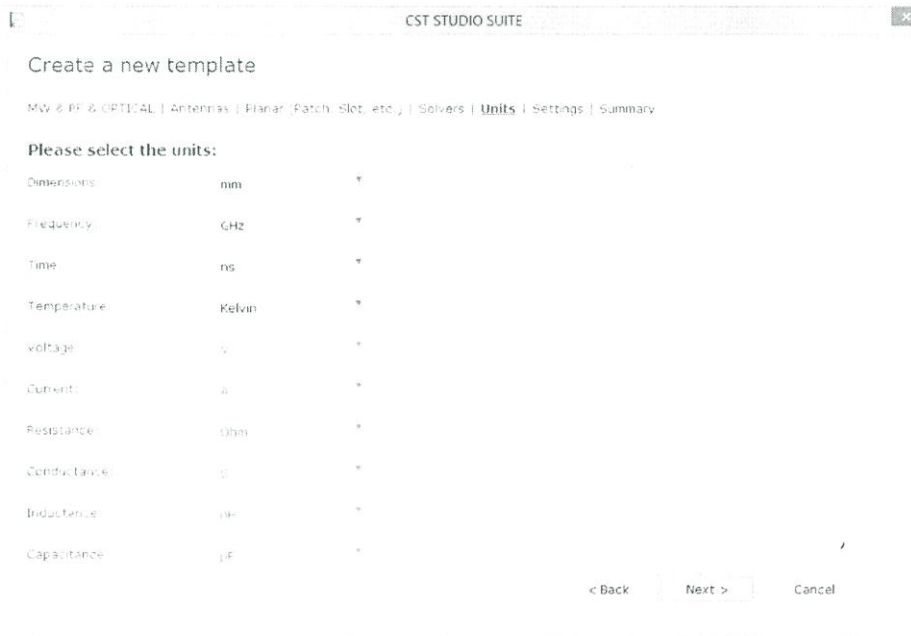 CST STUDIO SUITE
Create a new template
MW & RF & OPTICAL | Antennas | Planar (Patch, Slot, etc.) | Solvers | Units | Settings | Summary
Please select the units:
Dimensions: mm
Frequency: GHz
Time: ns
Temperature: Kelvin
Voltage: V
Current: A
Resistance: Ohm
Conductance: S
Inductance:
Capacitance:
< Back Next > Cancel